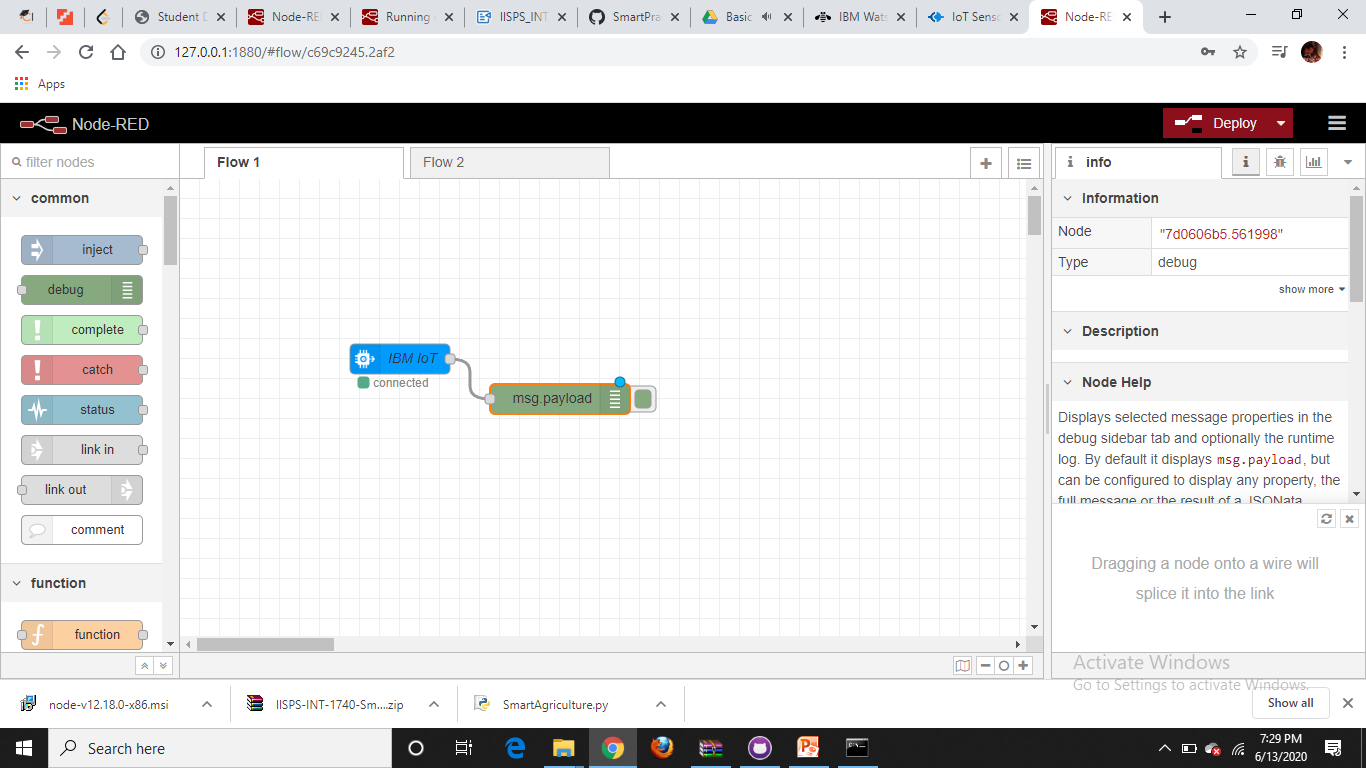 Student D
Node-RE
Running
IISPS_INT
SmartPra
Basic
IBM Wats
IoT Senso
Node-RE
127.0.0.1:1880/#flow/c69c9245.2af2
Apps
Node-RED
Deploy
filter nodes
Flow 1
Flow 2
info
common
inject
debug
complete
catch
status
link in
link out
comment
function
function
IBM IoT
connected
msg.payload
Information
Node "7d0606b5.561998"
Type debug
show more
Description
Node Help
Displays selected message properties in the
debug sidebar tab and optionally the runtime
log. By default it displays msg.payload, but
can be configured to display any property, the
full message or the result of a JSONata
Dragging a node onto a wire will
splice it into the link
Activate Windows
Go to Settings to activate Windows.
node-v12.18.0-x86.msi
IISPS-INT-1740-Sm....zip
SmartAgriculture.py
Show all
Search here
7:29 PM
6/13/2020